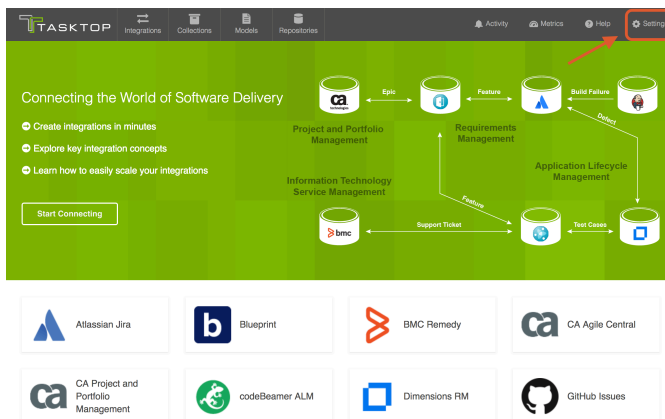 TASKTOP
Integrations
Collections
Models
Repositories
Activity
Metrics
Help
Setting
Connecting the World of Software Delivery
Create integrations in minutes
Explore key integration concepts
Learn how to easily scale your integrations
Start Connecting
ca
technologies
Epic
Feature
Build Failure
Defect
Project and Portfolio
Management
Requirements
Management
Application Lifecycle
Management
Information Technology
Service Management
Feature
bmc
Support Ticket
Test Cases
Atlassian Jira
b
Blueprint
BMC Remedy
ca
CA Agile Central
ca
CA Project and
Portfolio
Management
codeBeamer ALM
Dimensions RM
GitHub Issues